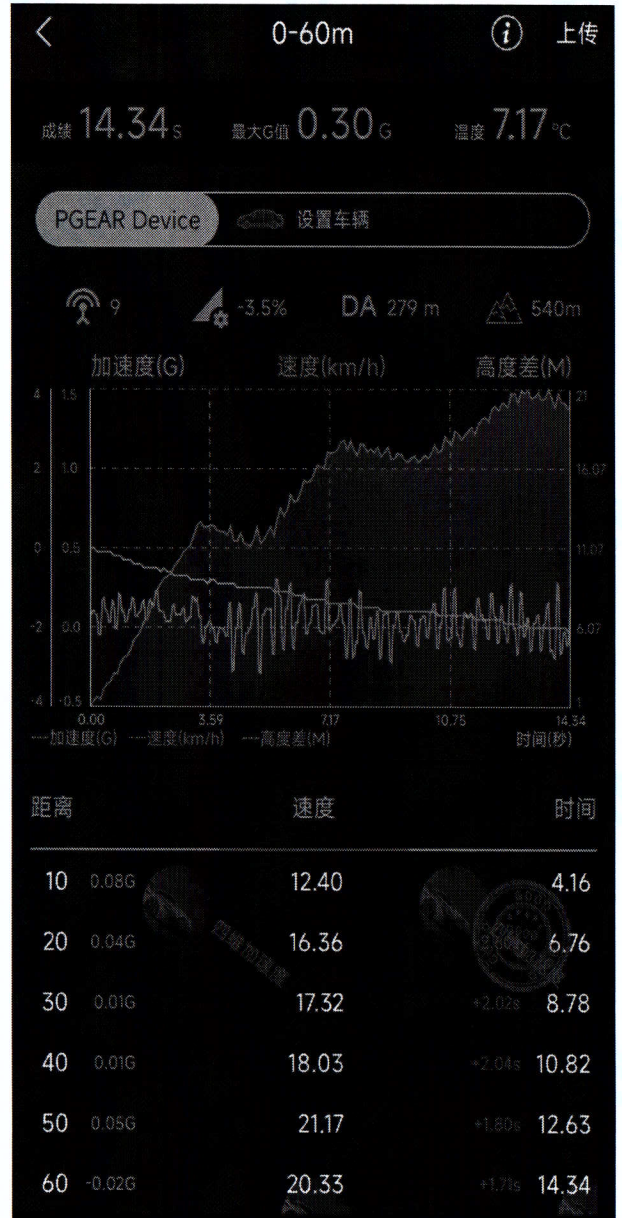 0-60m 上传
成绩 14.34 S 最大G值 0.30 G 温度 7.17 °C
PGEAR Device 设置车辆
9 -3.5% DA 279 m 540m
加速度(G) 速度(km/h) 高度差(M)
4 1.5 21
2 1.0 16.07
0 0.5 11.07
-2 0.0 6.07
-4 -0.5 1
0.00 3.59 7.17 10.75 14.34
加速度(G) 速度(km/h) 高度差(M) 时间(秒)
距离 速度 时间
10 0.08G 12.40 4.16
20 0.04G 16.36 6.76
30 0.01G 17.32 +2.02s 8.78
40 0.01G 18.03 +2.04s 10.82
50 0.05G 21.17 +1.80s 12.63
60 -0.02G 20.33 +1.71s 14.34